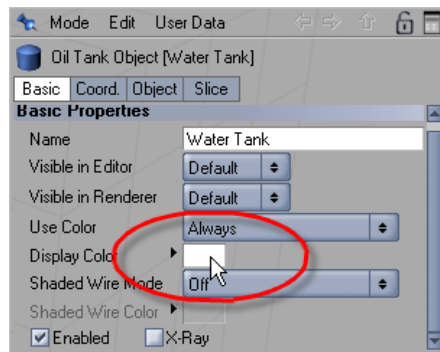 Mode Edit User Data
Oil Tank Object [Water Tank]
Basic Coord. Object Slice
Basic Properties
Name Water Tank
Visible in Editor Default
Visible in Renderer Default
Use Color Always
Display Color
Shaded Wire Mode Off
Shaded Wire Color
Enabled X-Ray